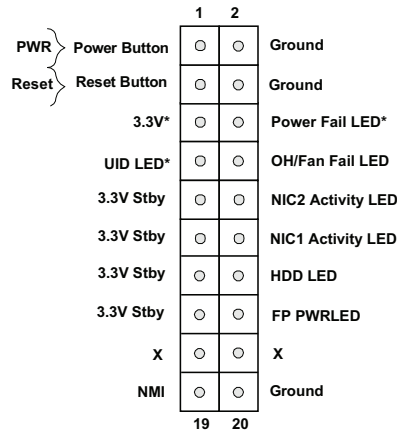 1 2
PWR Power Button Ground
Reset Reset Button Ground
3.3V* Power Fail LED*
UID LED* OH/Fan Fail LED
3.3V Stby NIC2 Activity LED
3.3V Stby NIC1 Activity LED
3.3V Stby HDD LED
3.3V Stby FP PWRLED
X X
NMI Ground
19 20